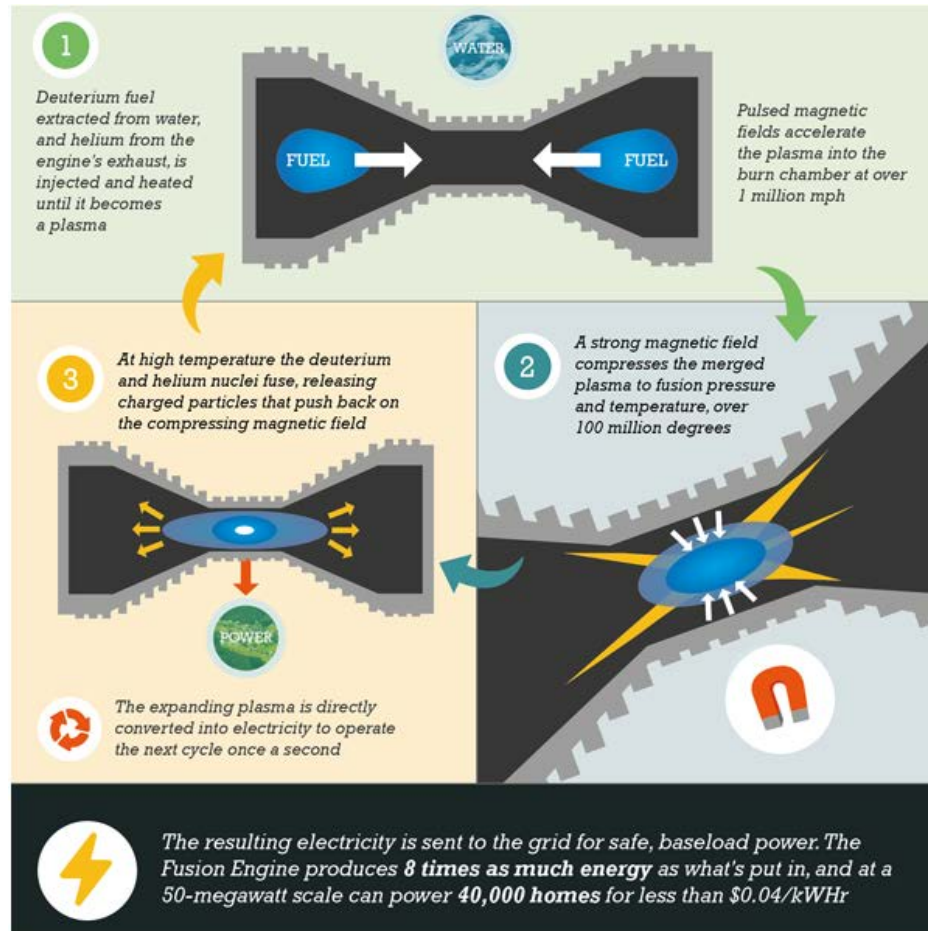 1
WATER
Deuterium fuel
extracted from water,
and helium from the
engine's exhaust, is
injected and heated
until it becomes
a plasma
FUEL
FUEL
Pulsed magnetic
fields accelerate
the plasma into the
burn chamber at over
1 million mph
2
A strong magnetic field
compresses the merged
plasma to fusion pressure
and temperature, over
100 million degrees
3
At high temperature the deuterium
and helium nuclei fuse, releasing
charged particles that push back on
the compressing magnetic field
POWER
The expanding plasma is directly
converted into electricity to operate
the next cycle once a second
The resulting electricity is sent to the grid for safe, baseload power. The
Fusion Engine produces 8 times as much energy as what's put in, and at a
50-megawatt scale can power 40,000 homes for less than $0.04/kWHr